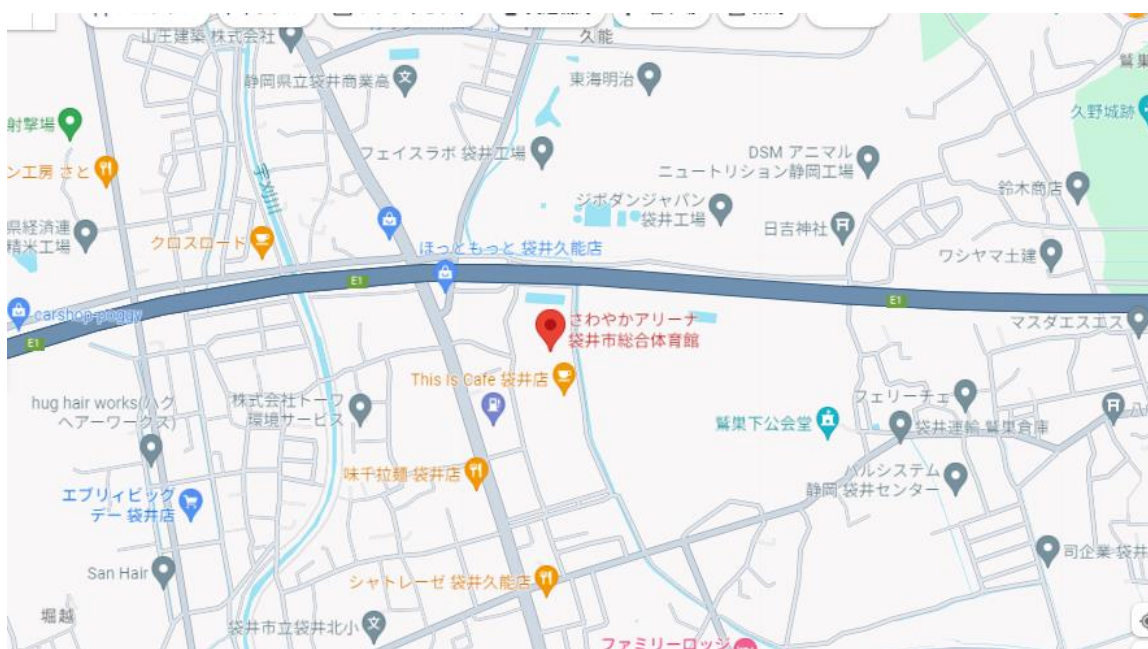 山王建築 株式会社
久能
静岡県立袋井商業高
東海明治
鷲巣
久野城跡
射撃場
フェイスラボ 袋井工場
DSM アニマル
ニュートリション静岡工場
ン工房 さと
宇刈川
ジボダンジャパン
袋井工場
鈴木商店
日吉神社
県経済連
精米工場
クロスロード
ほっともっと 袋井久能店
ワシヤマ土建
E1
E1
carshop-poggy
さわやかアリーナ
袋井市総合体育館
マスダエスエス
E1
This Is Cafe 袋井店
hug hair works(ハグ
ヘアーワークス)
株式会社トーワ
環境サービス
フェリーチェ
八
鷲巣下公会堂
袋井運輸 鷲巣倉庫
味千拉麺 袋井店
パルシステム
静岡 袋井センター
エブリィビッグ
デー 袋井店
司企業 袋井
San Hair
シャトレーゼ 袋井久能店
堀越
袋井市立袋井北小
ファミリーロッジ